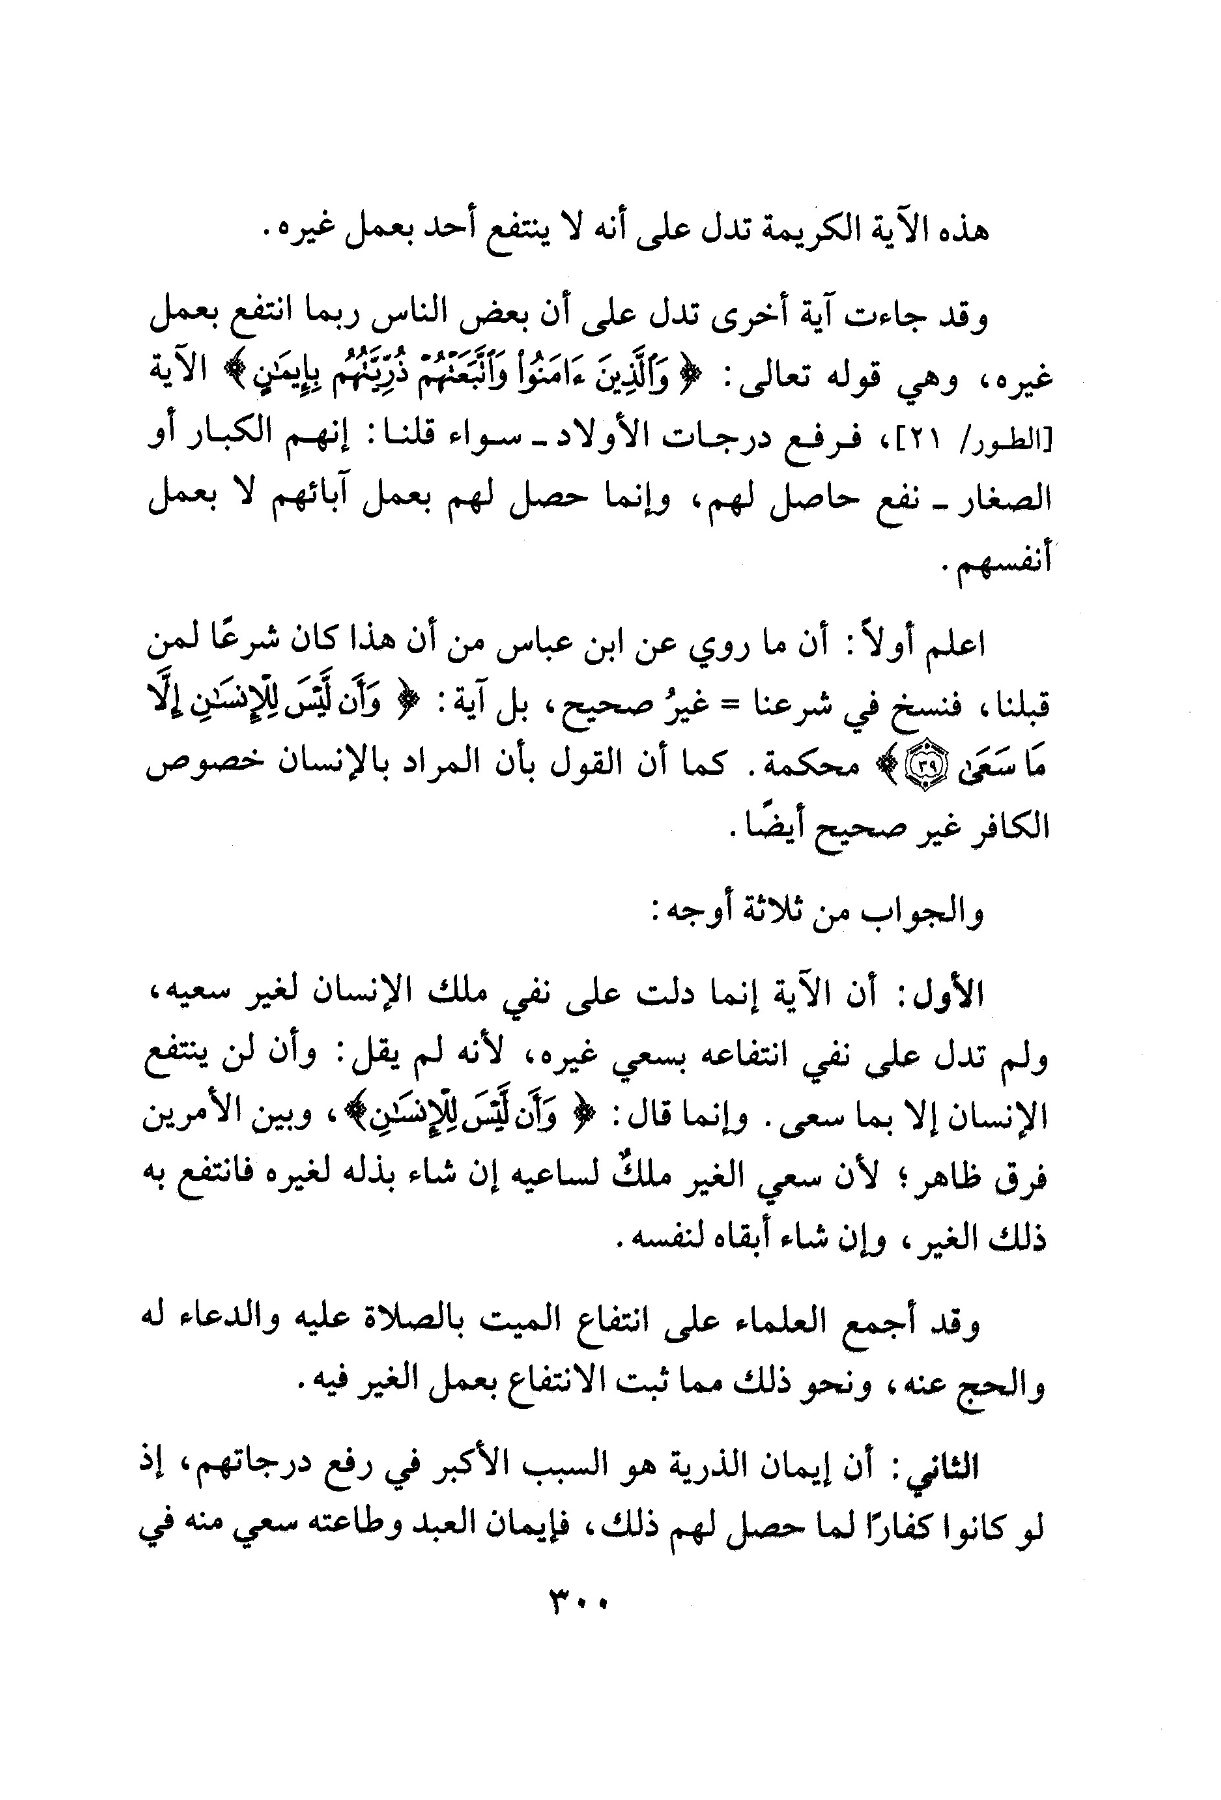 هذه الآية الكريمة تدل على أنه لا ينتفع أحد بعمل غيره.
وقد جاءت آية أخرى تدل على أن بعض الناس ربما انتفع بعمل
غيره، وهي قوله تعالى: ﴿وَٱلَّذِينَ ءَامَنُوا۟ وَٱتَّبَعَتْهُمْ ذُرِّيَّتُهُم بِإِيمَـٰنٍ﴾ الآية
[الطور/ ٢١]، فرفع درجات الأولاد ـ سواء قلنا: إنهم الكبار أو
الصغار ـ نفع حاصل لهم، وإنما حصل لهم بعمل آبائهم لا بعمل
أنفسهم.
اعلم أولاً: أن ما روي عن ابن عباس من أن هذا كان شرعًا لمن
قبلنا، فنسخ في شرعنا = غيرُ صحيح، بل آية: ﴿وَأَن لَّيْسَ لِلْإِنسَـٰنِ إِلَّا
مَا سَعَىٰ ٣٩﴾ محكمة. كما أن القول بأن المراد بالإنسان خصوص
الكافر غير صحيح أيضًا.
والجواب من ثلاثة أوجه:
الأول: أن الآية إنما دلت على نفي ملك الإنسان لغير سعيه،
ولم تدل على نفي انتفاعه بسعي غيره، لأنه لم يقل: وأن لن ينتفع
الإنسان إلا بما سعى. وإنما قال: ﴿وَأَن لَّيْسَ لِلْإِنسَـٰنِ﴾، وبين الأمرين
فرق ظاهر؛ لأن سعي الغير ملكٌ لساعيه إن شاء بذله لغيره فانتفع به
ذلك الغير، وإن شاء أبقاه لنفسه.
وقد أجمع العلماء على انتفاع الميت بالصلاة عليه والدعاء له
والحج عنه، ونحو ذلك مما ثبت الانتفاع بعمل الغير فيه.
الثاني: أن إيمان الذرية هو السبب الأكبر في رفع درجاتهم، إذ
لو كانوا كفارًا لما حصل لهم ذلك، فإيمان العبد وطاعته سعي منه في
٣٠٠